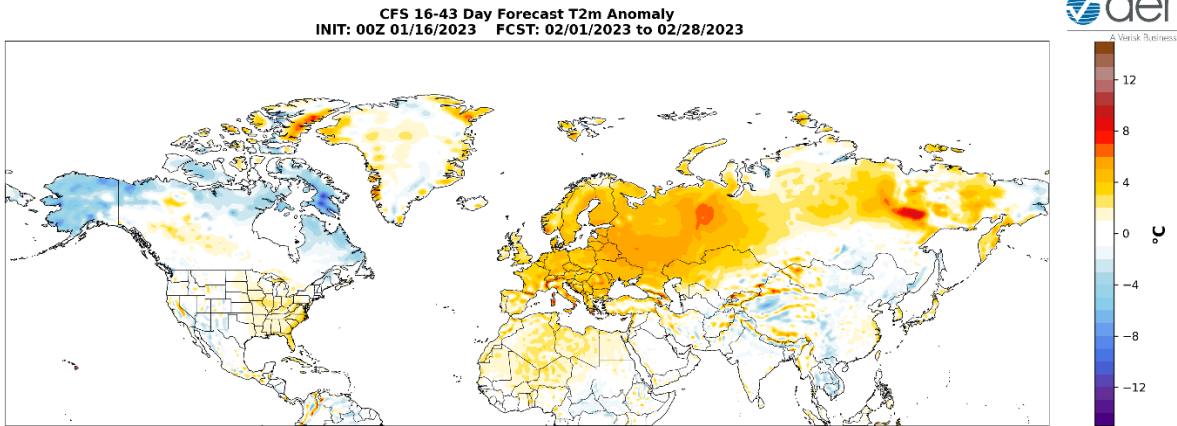 CFS 16-43 Day Forecast T2m Anomaly
INIT: 00Z 01/16/2023 FCST: 02/01/2023 to 02/28/2023
aer
A Verisk Business
12
8
4
0
−4
−8
−12
°C